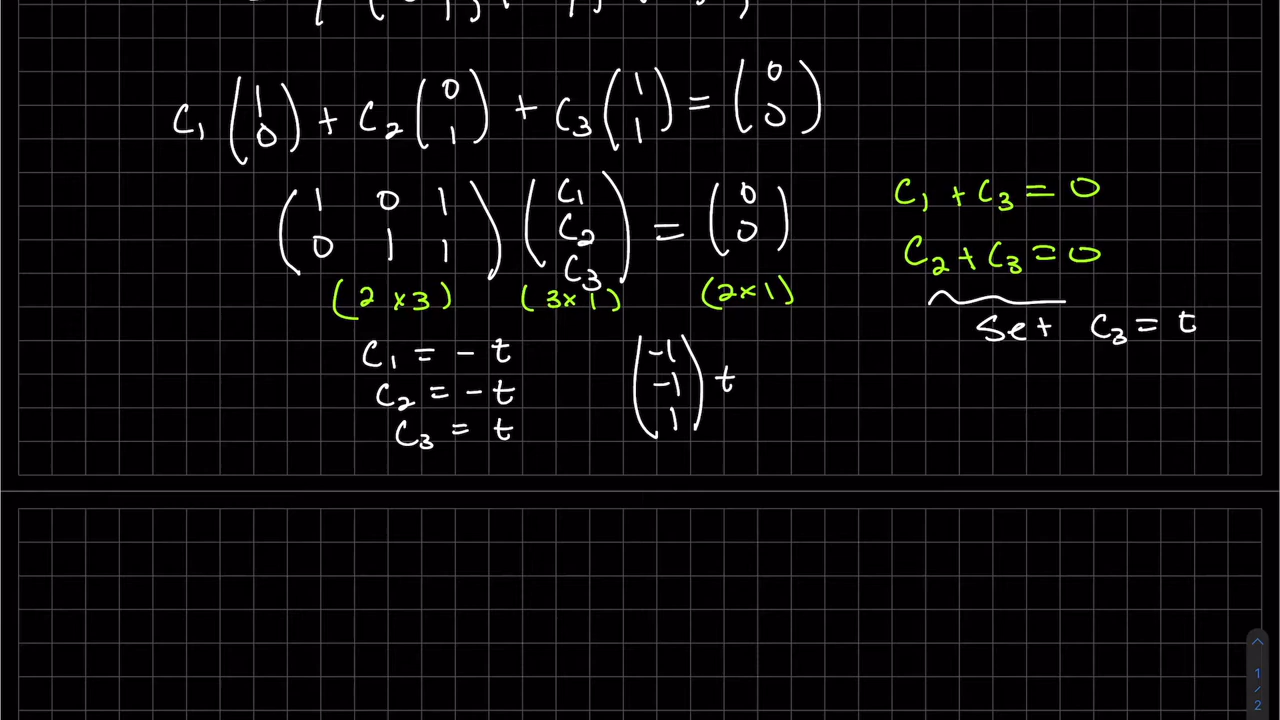 c₁ (1 0) + c₂ (0 1) + c₃ (1 1) = (0 0)
(1 0 1
0 1 1) (c₁ c₂ c₃) = (0 0)
(2 × 3) (3×1) (2×1)
c₁ + c₃ = 0
c₂ + c₃ = 0
Set c₃ = t
c₁ = - t
c₂ = - t
c₃ = t
(-1 -1 1) t
1
/
2